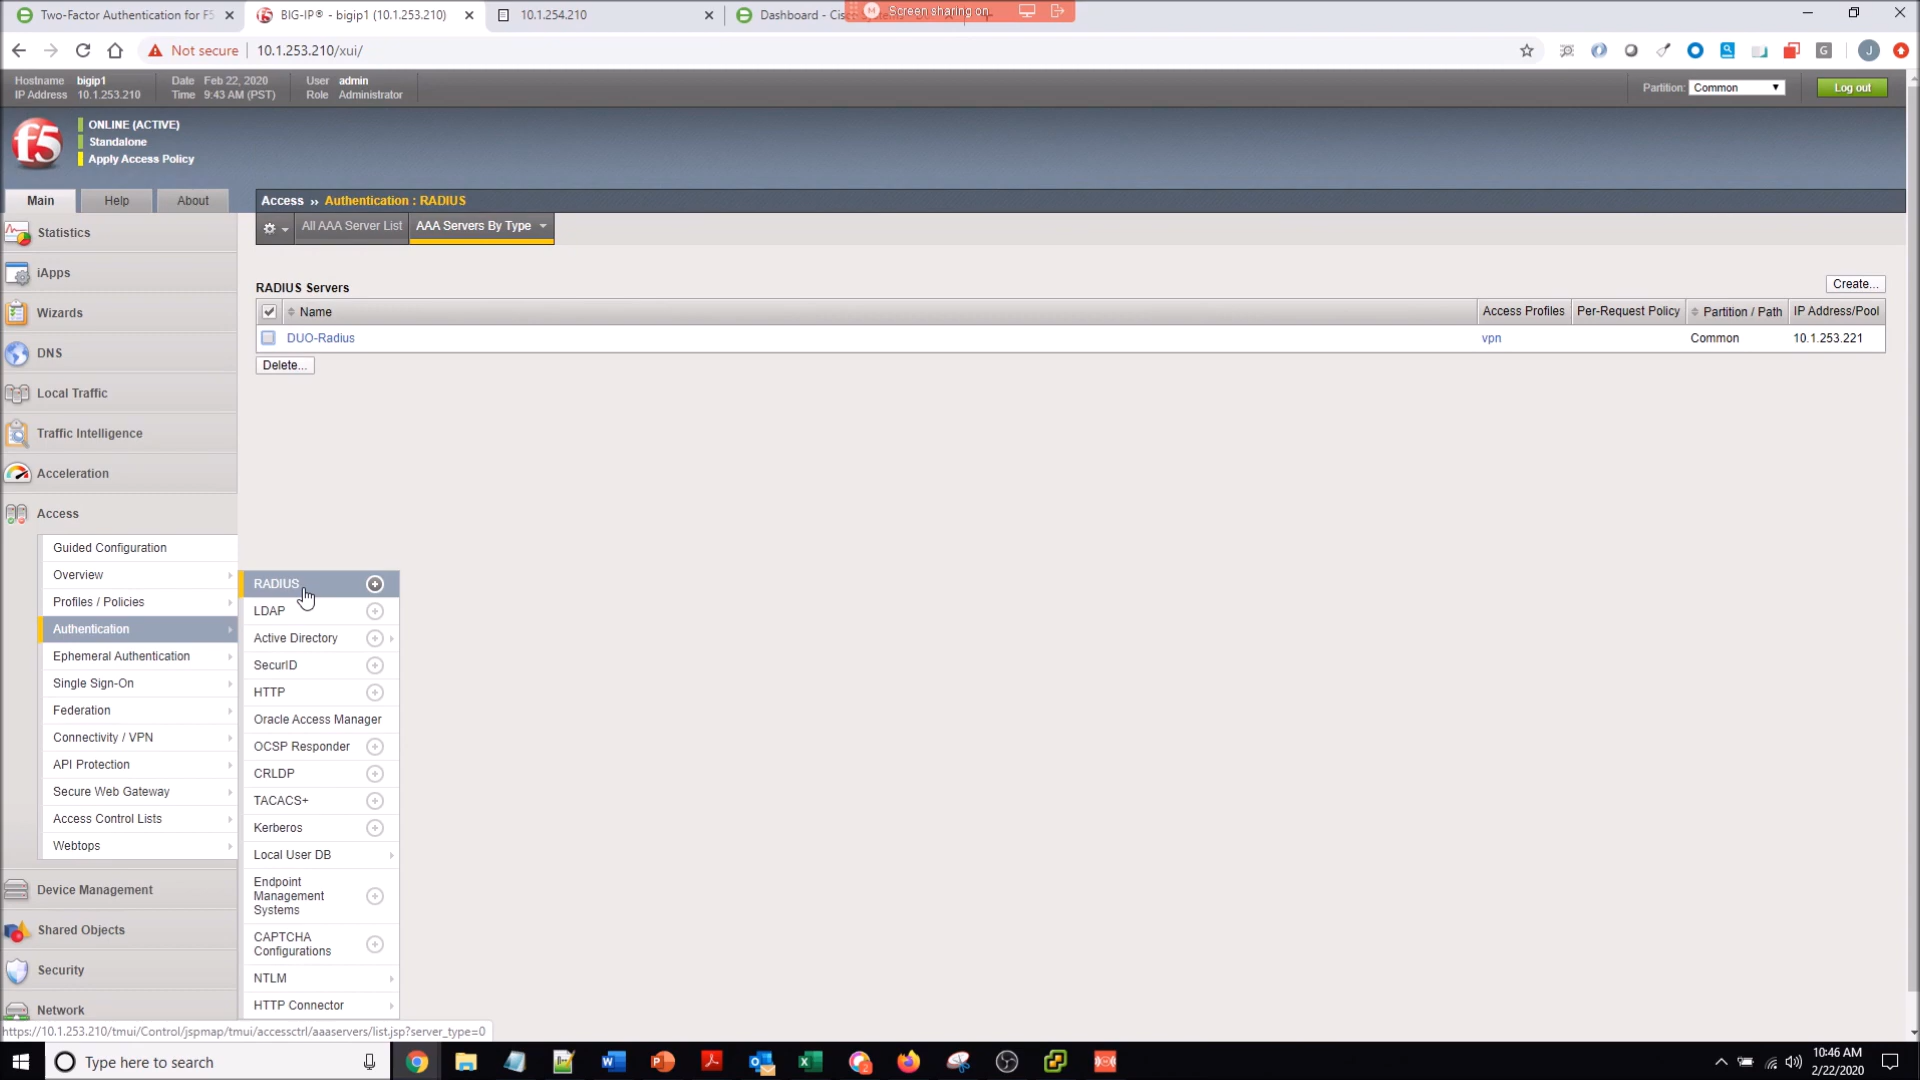 Two-Factor Authentication for F5
BIG-IP® - bigip1 (10.1.253.210)
10.1.254.210
Dashboard - Cisc
Screen sharing on
Not secure
10.1.253.210/xui/
G
J
Hostname bigip1
IP Address 10.1.253.210
Date Feb 22, 2020
Time 9:43 AM (PST)
User admin
Role Administrator
Partition: Common
Log out
f5
ONLINE (ACTIVE)
Standalone
Apply Access Policy
Main
Help
About
Access ›› Authentication : RADIUS
All AAA Server List
AAA Servers By Type
Statistics
iApps
Wizards
DNS
Local Traffic
Traffic Intelligence
Acceleration
Access
Guided Configuration
Overview
Profiles / Policies
Authentication
Ephemeral Authentication
Single Sign-On
Federation
Connectivity / VPN
API Protection
Secure Web Gateway
Access Control Lists
Webtops
Device Management
Shared Objects
Security
Network
RADIUS Servers
Create...
Name
Access Profiles
Per-Request Policy
Partition / Path
IP Address/Pool
DUO-Radius
vpn
Common
10.1.253.221
Delete...
RADIUS
LDAP
Active Directory
SecurID
HTTP
Oracle Access Manager
OCSP Responder
CRLDP
TACACS+
Kerberos
Local User DB
Endpoint
Management
Systems
CAPTCHA
Configurations
NTLM
HTTP Connector
https://10.1.253.210/tmui/Control/jspmap/tmui/accessctrl/aaaservers/list.jsp?server_type=0
Type here to search
10:46 AM
2/22/2020